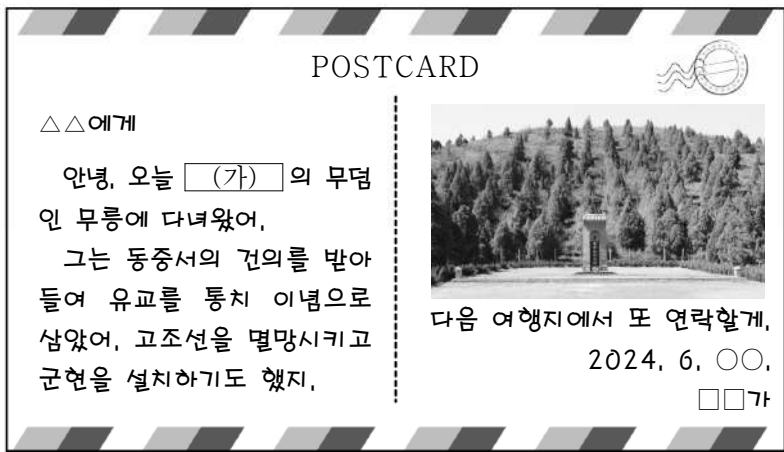 POSTCARD
△△에게
안녕, 오늘 (가) 의 무덤
인 무릉에 다녀왔어.
그는 동중서의 건의를 받아
들여 유교를 통치 이념으로
삼았어. 고조선을 멸망시키고
군현을 설치하기도 했지.
다음 여행지에서 또 연락할게.
2024. 6. ○○.
□□가